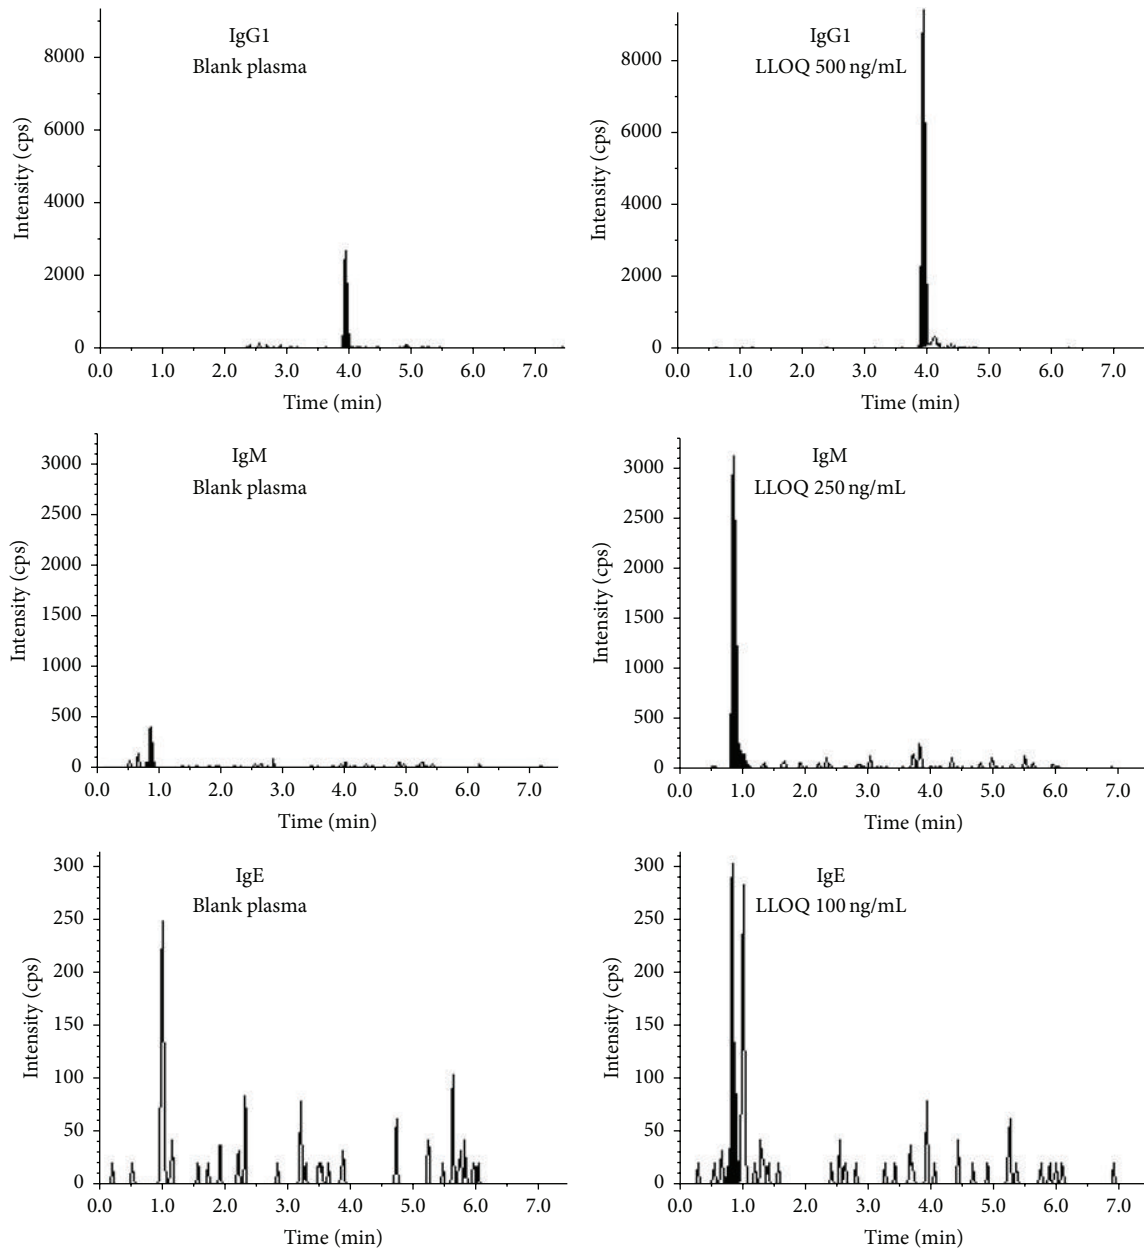 IgG1
Blank plasma
Intensity (cps)
8000
6000
4000
2000
0
0.0 1.0 2.0 3.0 4.0 5.0 6.0 7.0
Time (min)
IgG1
LLOQ 500 ng/mL
Intensity (cps)
8000
6000
4000
2000
0
0.0 1.0 2.0 3.0 4.0 5.0 6.0 7.0
Time (min)
IgM
Blank plasma
Intensity (cps)
3000
2500
2000
1500
1000
500
0
0.0 1.0 2.0 3.0 4.0 5.0 6.0 7.0
Time (min)
IgM
LLOQ 250 ng/mL
Intensity (cps)
3000
2500
2000
1500
1000
500
0
0.0 1.0 2.0 3.0 4.0 5.0 6.0 7.0
Time (min)
IgE
Blank plasma
Intensity (cps)
300
250
200
150
100
50
0
0.0 1.0 2.0 3.0 4.0 5.0 6.0 7.0
Time (min)
IgE
LLOQ 100 ng/mL
Intensity (cps)
300
250
200
150
100
50
0
0.0 1.0 2.0 3.0 4.0 5.0 6.0 7.0
Time (min)